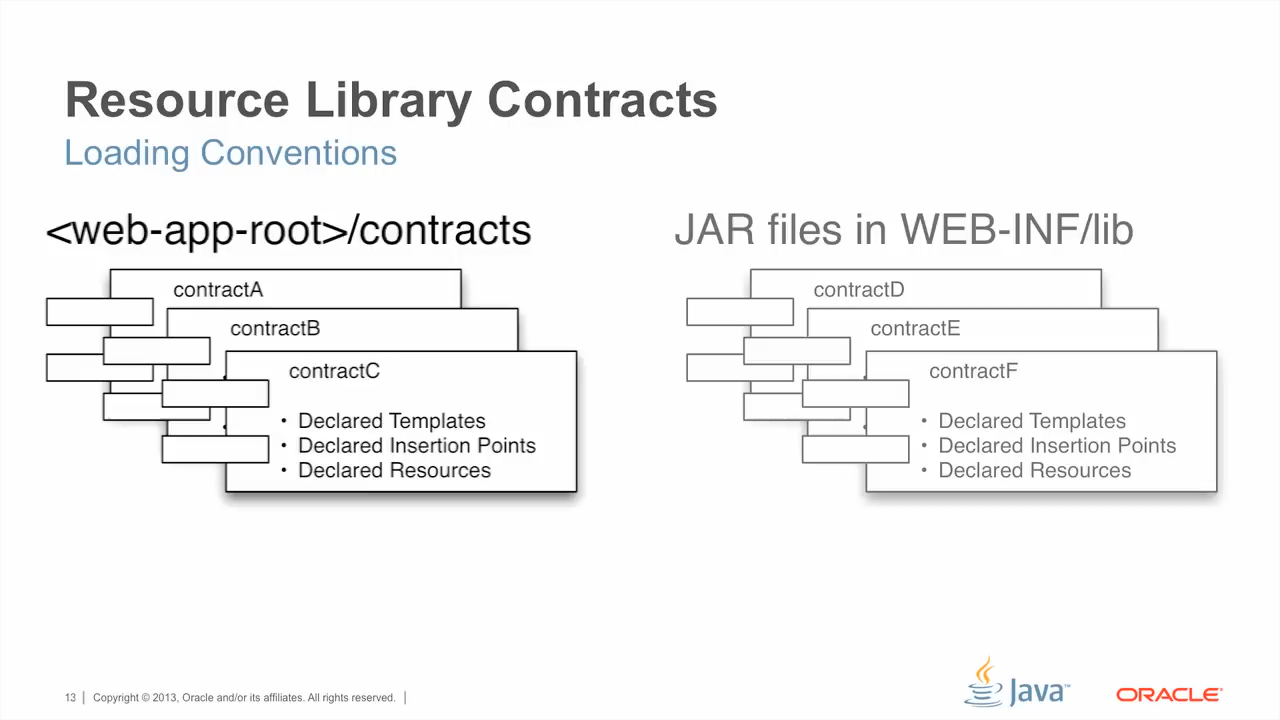 Resource Library Contracts
Loading Conventions
<web-app-root>/contracts
contractA
contractB
contractC
• Declared Templates
• Declared Insertion Points
• Declared Resources
JAR files in WEB-INF/lib
contractD
contractE
contractF
• Declared Templates
• Declared Insertion Points
• Declared Resources
13 | Copyright © 2013, Oracle and/or its affiliates. All rights reserved. |
Java™
ORACLE®